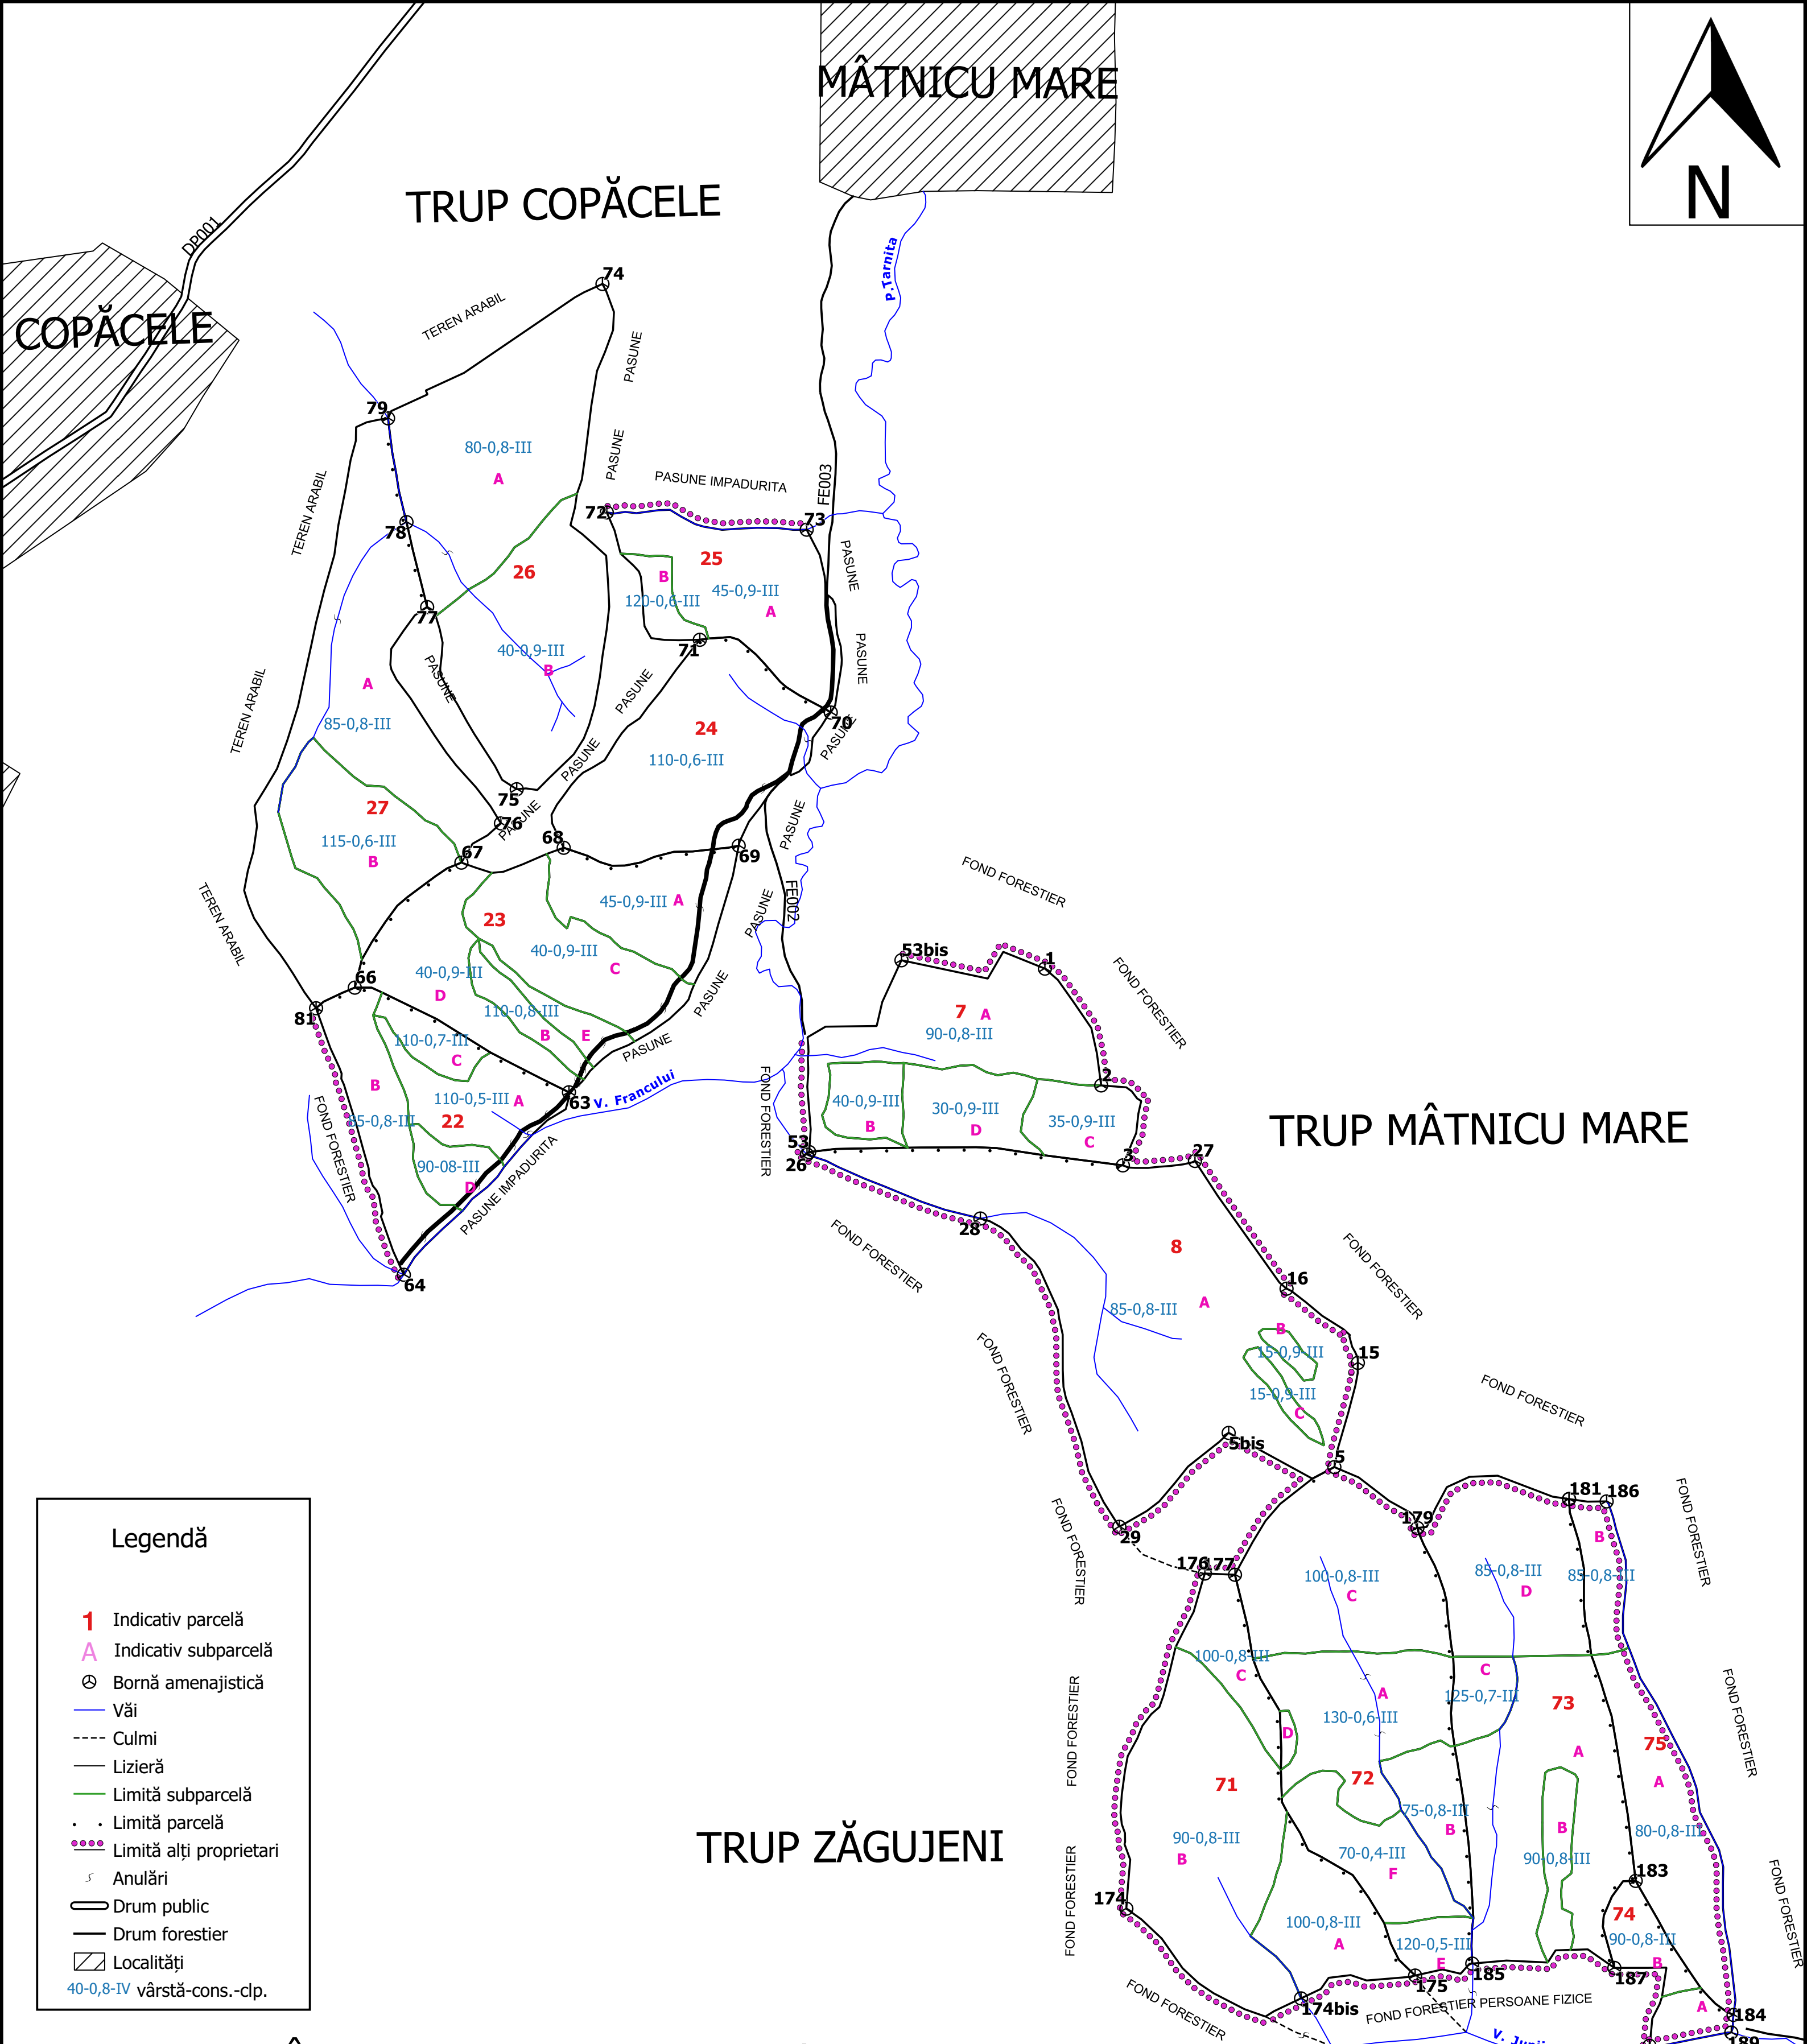 MÂTNICU MARE
N
TRUP COPĂCELE
DP001
COPĂCELE
P.Tarnita
74
TEREN ARABIL
PASUNE
79
80-0,8-III
A
PASUNE
PASUNE IMPADURITA
FE003
TEREN ARABIL
72
73
78
25
PASUNE
26
B
45-0,9-III
120-0,6-III
A
77
71
40-0,9-III
B
PASUNE
PASUNE
A
PASUNE
85-0,8-III
TEREN ARABIL
24
70
PASUNE
110-0,6-III
PASUNE
75
27
76
PASUNE
PASUNE
115-0,6-III
B
67
68
69
FOND FORESTIER
TEREN ARABIL
23
45-0,9-III
A
PASUNE
FE002
40-0,9-III
C
53bis
1
66
40-0,9-III
D
PASUNE
FOND FORESTIER
81
110-0,8-III
7
A
90-0,8-III
110-0,7-III
C
B
E
PASUNE
B
V. Francului
FOND FORESTIER
2
110-0,5-III
A
63
40-0,9-III
30-0,9-III
35-0,9-III
85-0,8-III
22
B
D
C
TRUP MÂTNICU MARE
FOND FORESTIER
90-08-III
D
PASUNE IMPADURITA
53
26
3
27
64
28
FOND FORESTIER
8
FOND FORESTIER
16
85-0,8-III
A
B
15-0,9-III
15
FOND FORESTIER
15-0,9-III
C
FOND FORESTIER
5bis
5
29
181
186
FOND FORESTIER
179
B
FOND FORESTIER
176
177
100-0,8-III
C
85-0,8-III
D
85-0,8-III
100-0,8-III
C
C
FOND FORESTIER
A
130-0,6-III
125-0,7-III
73
FOND FORESTIER
D
A
75
A
71
72
75-0,8-III
B
B
80-0,8-III
TRUP ZĂGUJENI
90-0,8-III
B
70-0,4-III
F
90-0,8-III
183
FOND FORESTIER
FOND FORESTIER
174
74
100-0,8-III
A
120-0,5-III
E
90-0,8-III
B
175
185
187
FOND FORESTIER
174bis
FOND FORESTIER PERSOANE FIZICE
A
184
189
Legendă
1 Indicativ parcelă
A Indicativ subparcelă
Bornă amenajistică
Văi
Culmi
Lizieră
Limită subparcelă
Limită parcelă
Limită alți proprietari
Anulări
Drum public
Drum forestier
Localități
40-0,8-IV vârstă-cons.-clp.